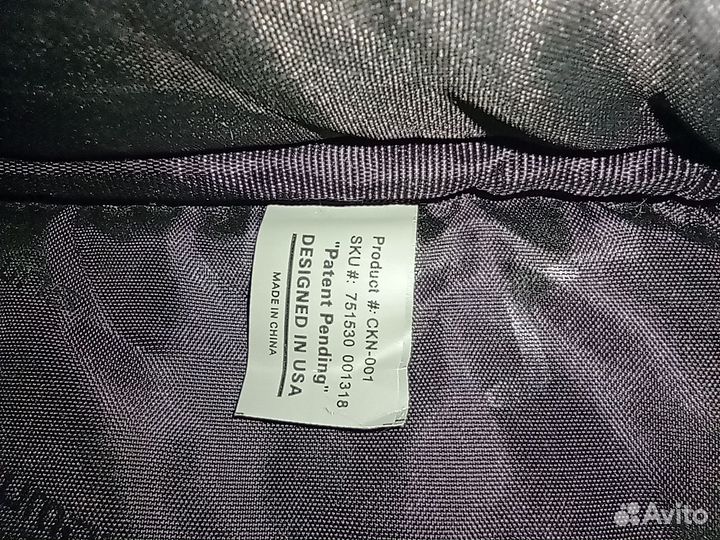 Product #: CKN-001
SKU #: 751530 001318
"Patent Pending"
DESIGNED IN USA
MADE IN CHINA
Avito